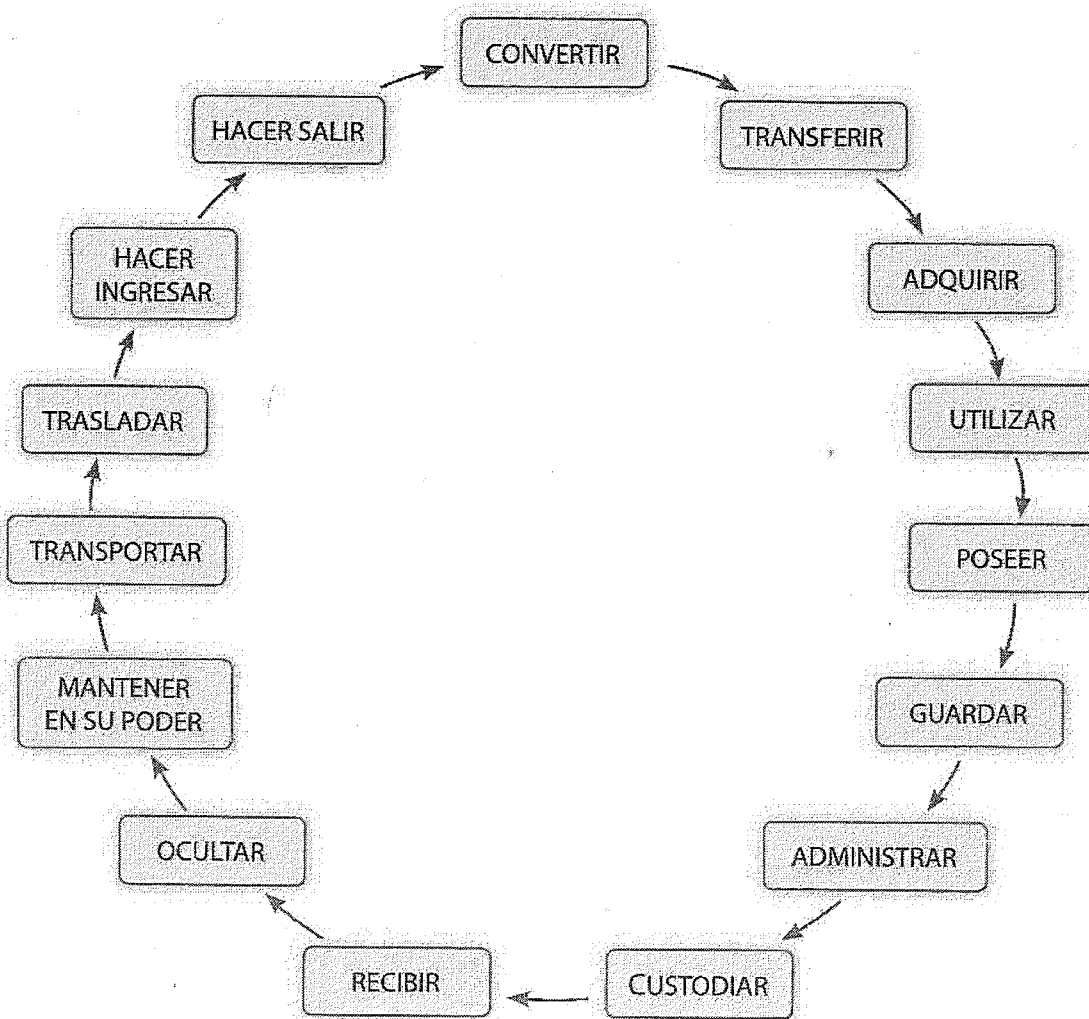 CONVERTIR
TRANSFERIR
ADQUIRIR
UTILIZAR
POSEER
GUARDAR
ADMINISTRAR
CUSTODIAR
RECIBIR
OCULTAR
MANTENER
EN SU PODER
TRANSPORTAR
TRASLADAR
HACER
INGRESAR
HACER SALIR